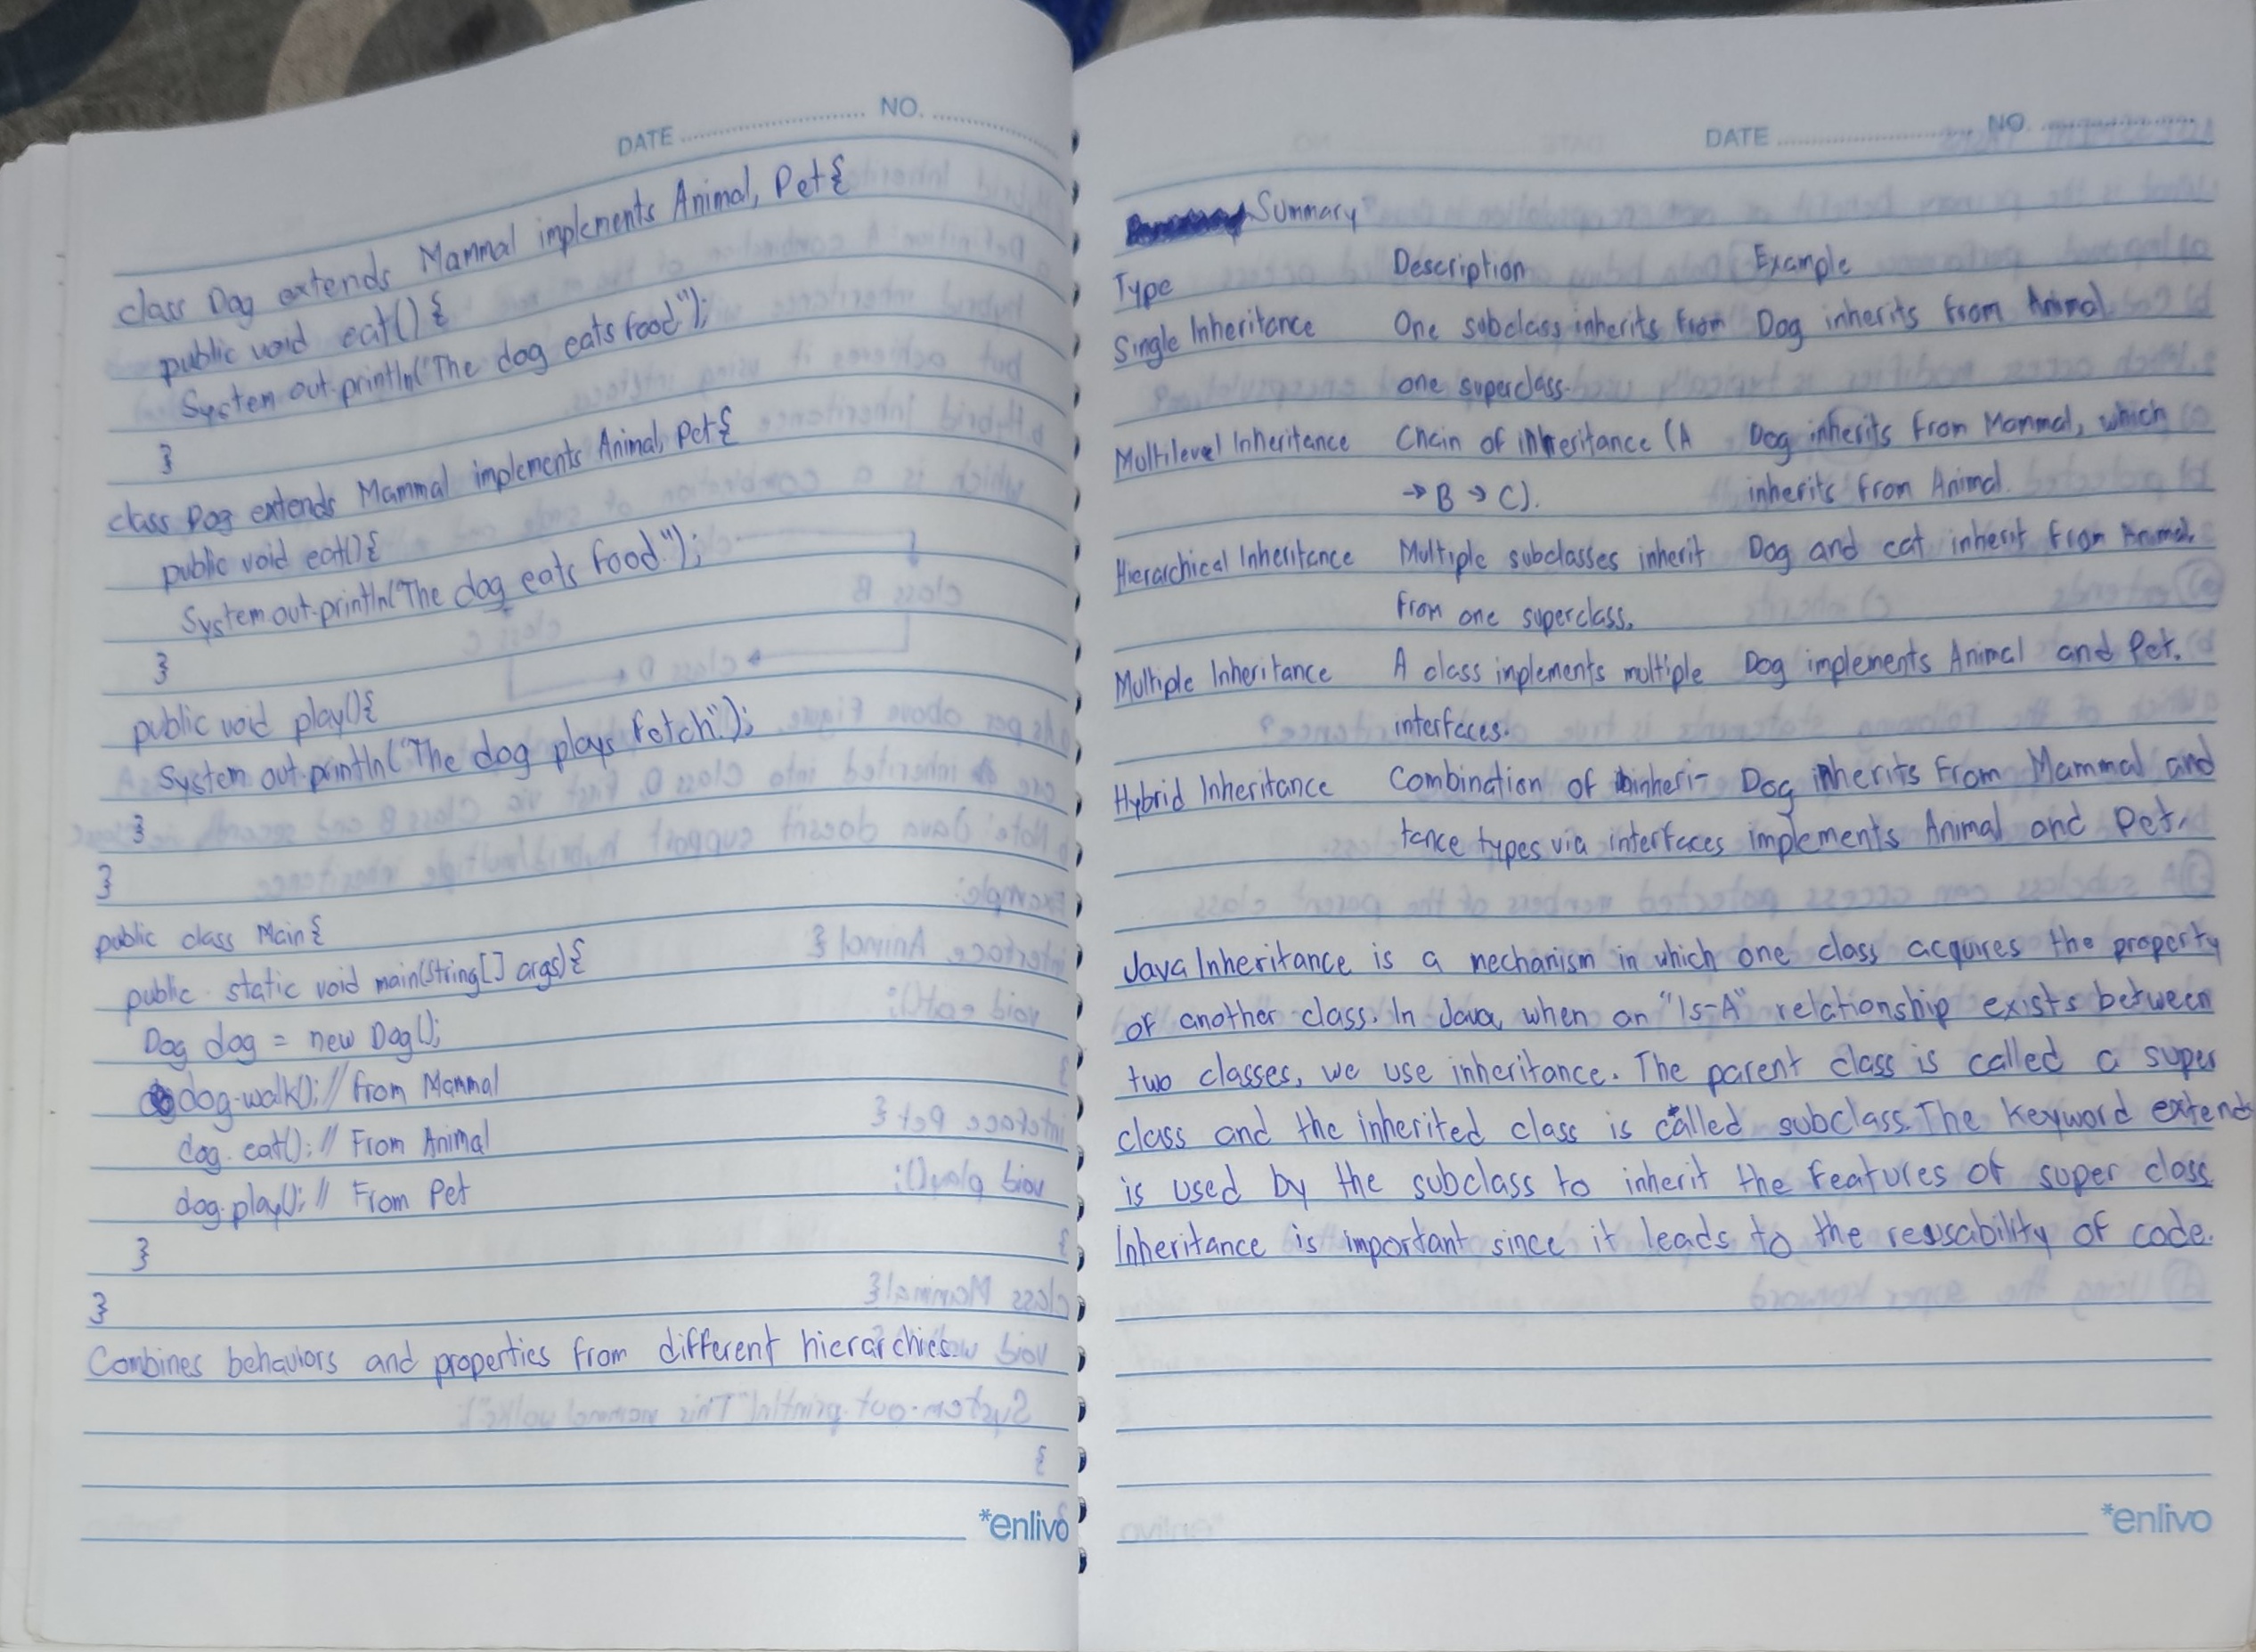 DATE NO.
class Dog extends Mammal implements Animal, Pet{
public void eat() {
System.out.println("The dog eats food");
}
class Dog extends Mammal implements Animal, Pet{
public void eat(){
System.out.println("The dog eats food");
}
public void play(){
System.out.println("The dog plays fetch");
}
}
public class Main{
public static void main(String[] args){
Dog dog = new Dog();
dog.walk(); // from Mammal
dog.eat(); // From Animal
dog.play(); // From Pet
}
}
Combines behaviors and properties from different hierarchies.
*enlivo
DATE NO.
Summary
Type Description Example
Single Inheritance One subclass inherits from Dog inherits from Animal.
one superclass.
Multilevel Inheritance Chain of inheritance (A Dog inherits from Mammal, which
→ B → C). inherits from Animal.
Hierarchical Inheritance Multiple subclasses inherit Dog and cat inherit from Animal.
from one superclass.
Multiple Inheritance A class implements multiple Dog implements Animal and Pet.
interfaces.
Hybrid Inheritance Combination of inheri- Dog inherits from Mammal and
tance types via interfaces implements Animal and Pet.
Java Inheritance is a mechanism in which one class acquires the property
of another class. In Java, when an "Is-A" relationship exists between
two classes, we use inheritance. The parent class is called a super
class and the inherited class is called subclass. The keyword extends
is used by the subclass to inherit the features of super class
Inheritance is important since it leads to the reusability of code.
*enlivo